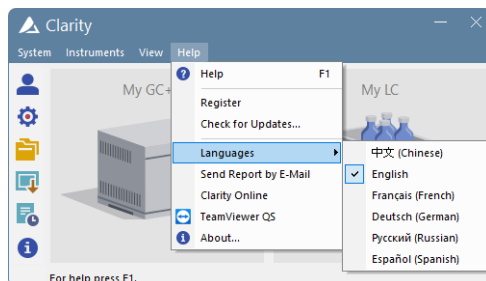 Clarity
System Instruments View Help
My GC+
My LC
Help F1
Register
Check for Updates...
Languages
Send Report by E-Mail
Clarity Online
TeamViewer QS
About...
中文 (Chinese)
English
Français (French)
Deutsch (German)
Русский (Russian)
Español (Spanish)
For help press F1.